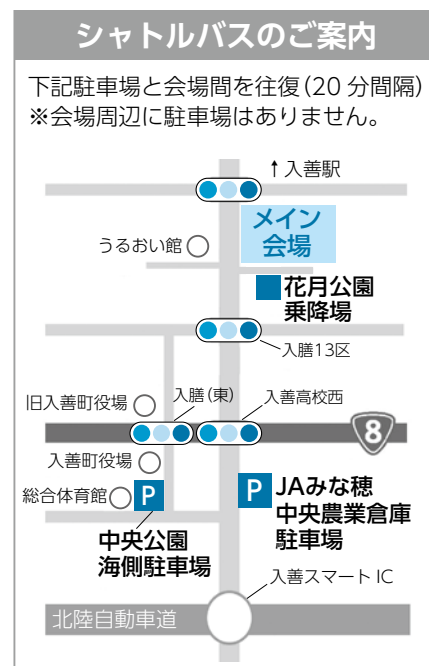 シャトルバスのご案内
下記駐車場と会場間を往復(20 分間隔)
※会場周辺に駐車場はありません。
↑入善駅
メイン
会場
うるおい館
花月公園
乗降場
入膳13区
旧入善町役場
入膳(東)
入善高校西
8
入善町役場
総合体育館
P
中央公園
海側駐車場
P
JAみな穂
中央農業倉庫
駐車場
入善スマート IC
北陸自動車道